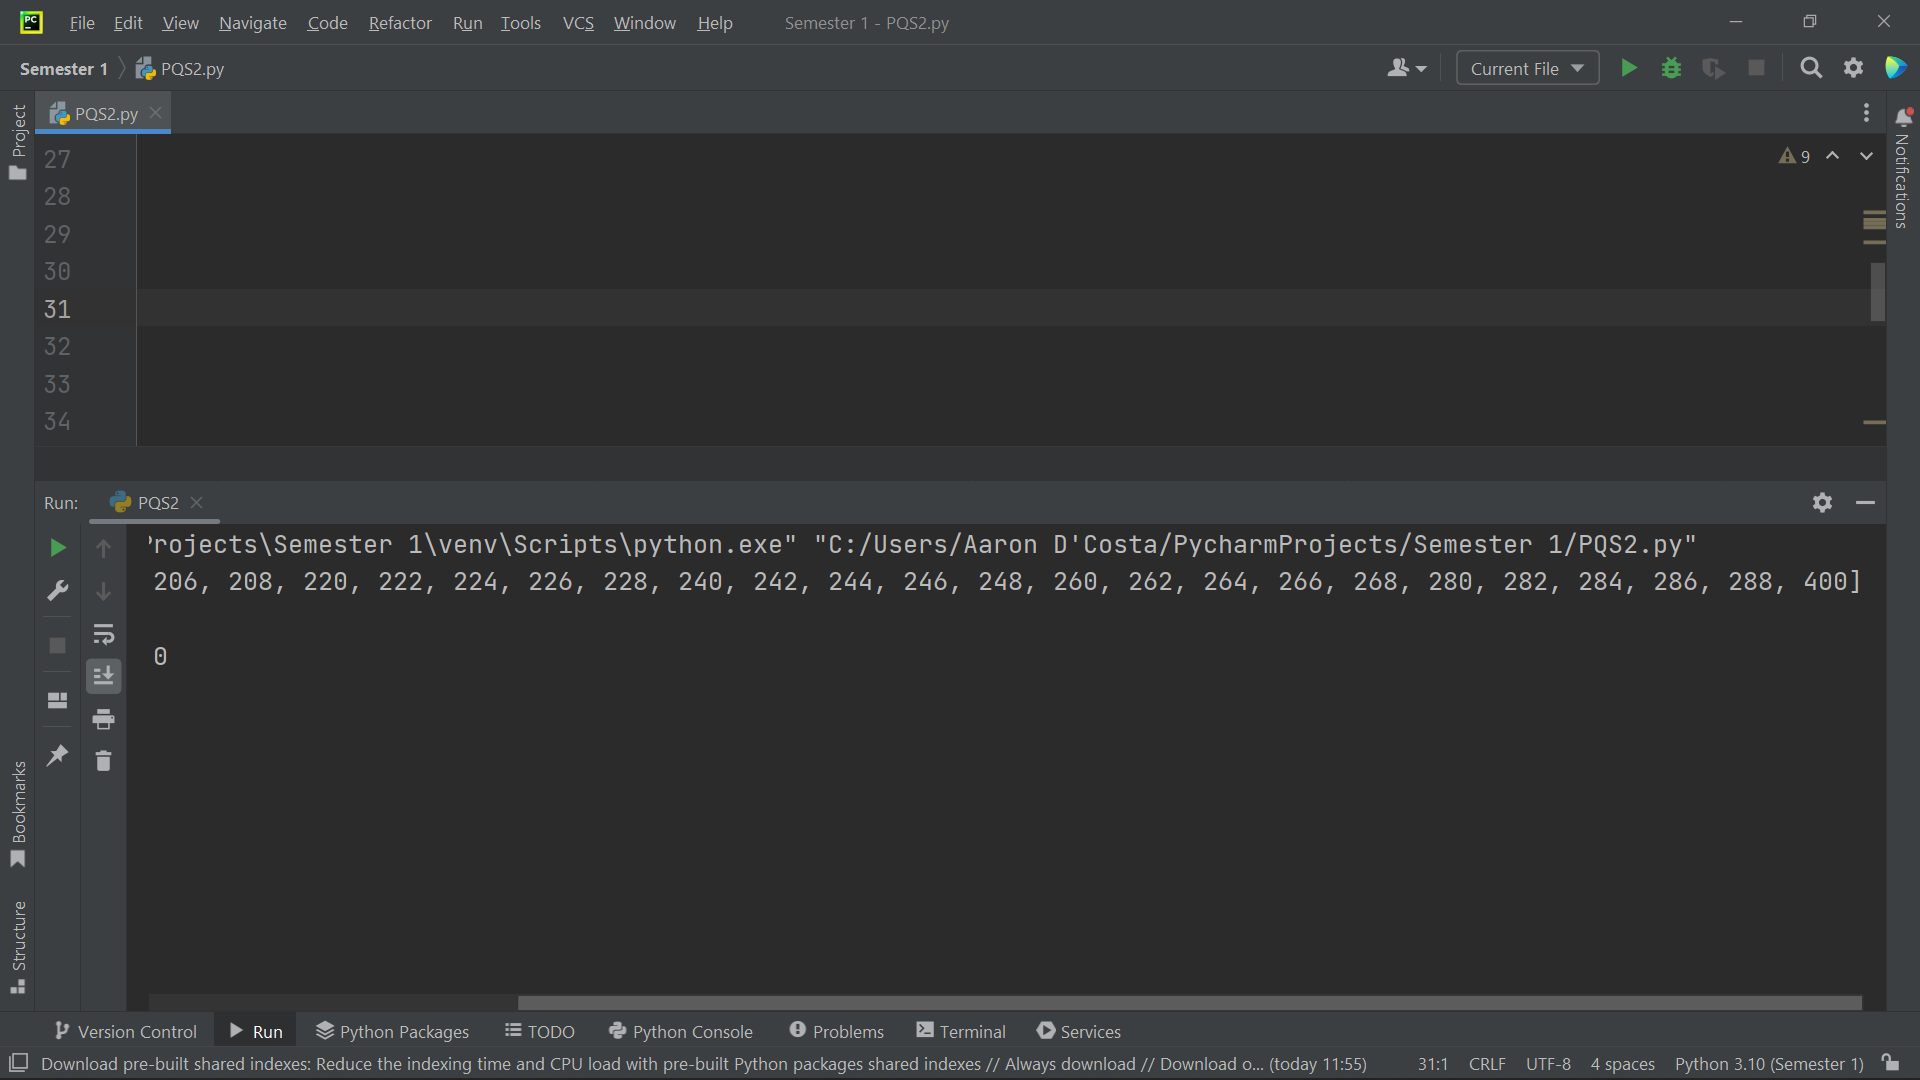 File Edit View Navigate Code Refactor Run Tools VCS Window Help Semester 1 - PQS2.py
Semester 1 PQS2.py Current File
PQS2.py
Project
Notifications
27
9
28
29
30
31
32
33
34
Run: PQS2
rojects\Semester 1\venv\Scripts\python.exe" "C:/Users/Aaron D'Costa/PycharmProjects/Semester 1/PQS2.py"
206, 208, 220, 222, 224, 226, 228, 240, 242, 244, 246, 248, 260, 262, 264, 266, 268, 280, 282, 284, 286, 288, 400]
0
Bookmarks
Structure
Version Control Run Python Packages TODO Python Console Problems Terminal Services
Download pre-built shared indexes: Reduce the indexing time and CPU load with pre-built Python packages shared indexes // Always download // Download o... (today 11:55) 31:1 CRLF UTF-8 4 spaces Python 3.10 (Semester 1)